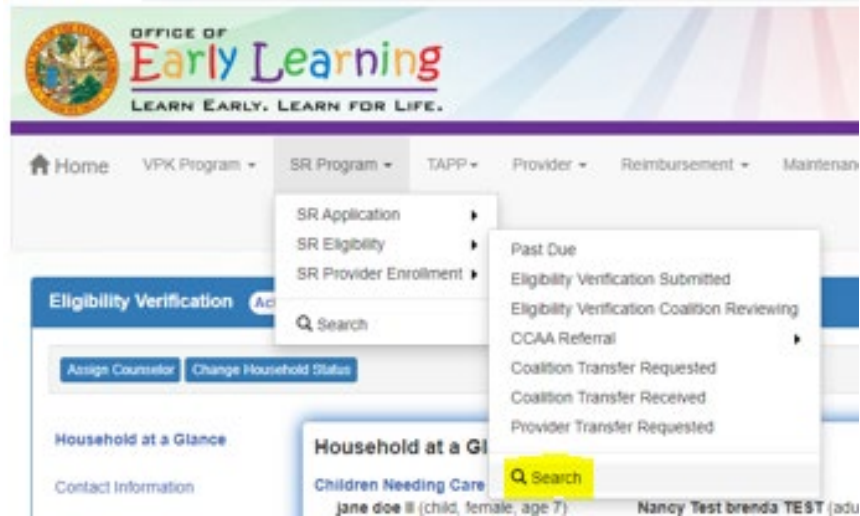 OFFICE OF
Early Learning
LEARN EARLY. LEARN FOR LIFE.
Home VPK Program SR Program TAPP Provider Reimbursement
SR Application
SR Eligibility
SR Provider Enrollment
Search
Past Due
Eligibility Verification Submitted
Eligibility Verification Coalition Reviewing
CCAA Referral
Coalition Transfer Requested
Coalition Transfer Received
Provider Transfer Requested
Search
Eligibility Verification
Assign Counselor Change Household Status
Household at a Glance
Contact Information
Household at a Gl
Children Needing Care
jane doe II (child, female, age 7) Nancy Test brenda TEST (adu